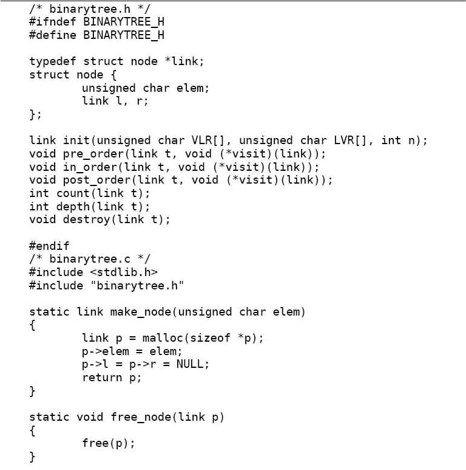 /* binarytree.h */
#ifndef BINARYTREE_H
#define BINARYTREE_H

typedef struct node *link;
struct node {
        unsigned char elem;
        link l, r;
};

link init(unsigned char VLR[], unsigned char LVR[], int n);
void pre_order(link t, void (*visit)(link));
void in_order(link t, void (*visit)(link));
void post_order(link t, void (*visit)(link));
int count(link t);
int depth(link t);
void destroy(link t);

#endif
/* binarytree.c */
#include <stdlib.h>
#include "binarytree.h"

static link make_node(unsigned char elem)
{
        link p = malloc(sizeof *p);
        p->elem = elem;
        p->l = p->r = NULL;
        return p;
}

static void free_node(link p)
{
        free(p);
}